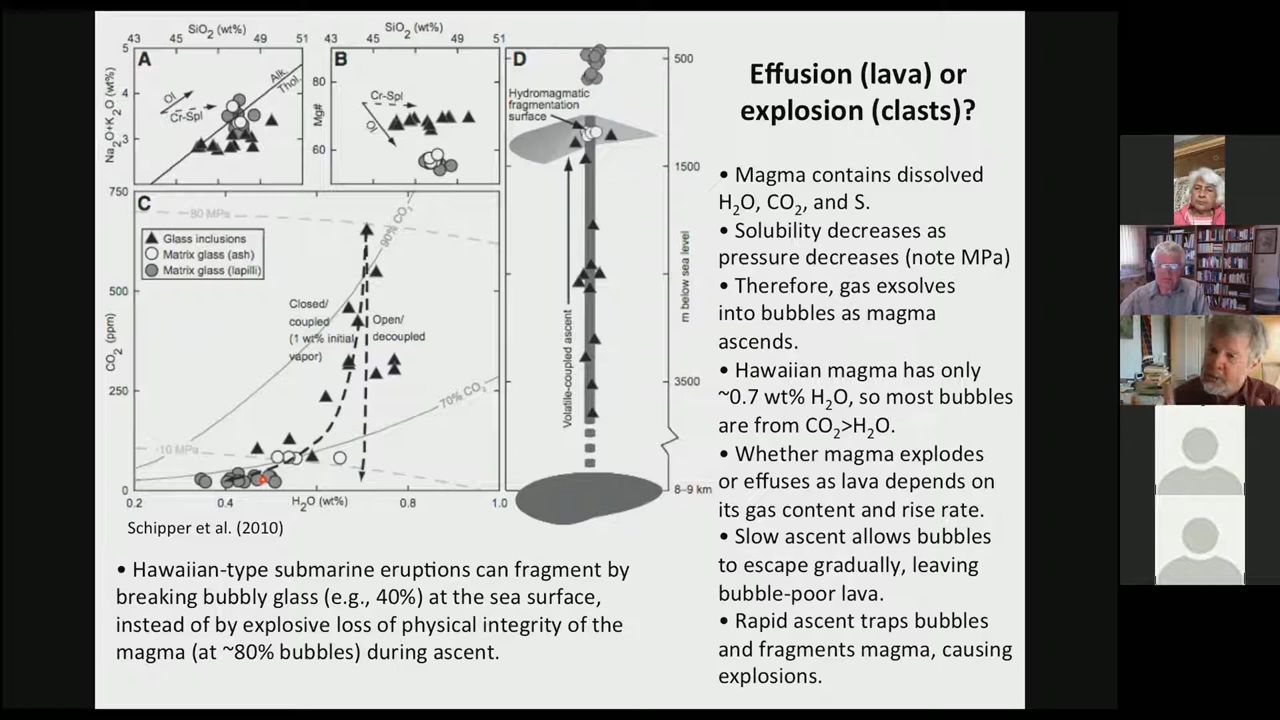 SiO2 (wt%)
43 45 49 51
SiO2 (wt%)
43 45 49 51
A
B
D
5
4
3
Na2O+K2O (wt%)
Ol
Cr-Spl
Alk.
Thol.
80
60
Mg#
Cr-Spl
Ol
Hydromagmatic
fragmentation
surface
500
1500
3500
8–9 km
m below sea level
Volatile-coupled ascent
C
750
500
250
0
CO2 (ppm)
80 MPa
90% CO2
Glass inclusions
Matrix glass (ash)
Matrix glass (lapilli)
Closed/
coupled
(1 wt% initial
vapor)
Open/
decoupled
70% CO2
10 MPa
0.2 0.4 H2O (wt%) 0.8 1.0
Schipper et al. (2010)
• Hawaiian-type submarine eruptions can fragment by
breaking bubbly glass (e.g., 40%) at the sea surface,
instead of by explosive loss of physical integrity of the
magma (at ~80% bubbles) during ascent.
Effusion (lava) or
explosion (clasts)?
• Magma contains dissolved
H2O, CO2, and S.
• Solubility decreases as
pressure decreases (note MPa)
• Therefore, gas exsolves
into bubbles as magma
ascends.
• Hawaiian magma has only
~0.7 wt% H2O, so most bubbles
are from CO2>H2O.
• Whether magma explodes
or effuses as lava depends on
its gas content and rise rate.
• Slow ascent allows bubbles
to escape gradually, leaving
bubble-poor lava.
• Rapid ascent traps bubbles
and fragments magma, causing
explosions.